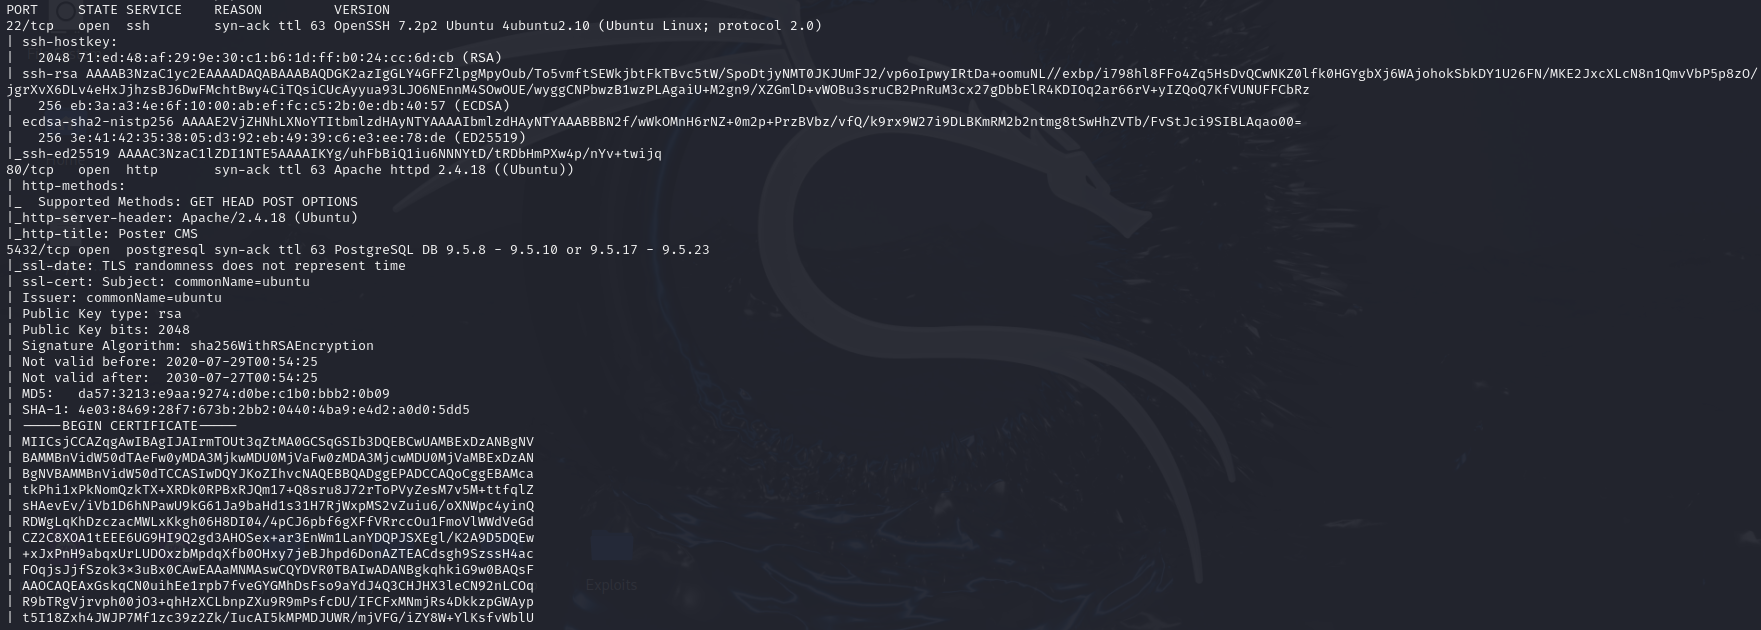 PORT     STATE SERVICE    REASON         VERSION
22/tcp   open  ssh        syn-ack ttl 63 OpenSSH 7.2p2 Ubuntu 4ubuntu2.10 (Ubuntu Linux; protocol 2.0)
| ssh-hostkey:
|   2048 71:ed:48:af:29:9e:30:c1:b6:1d:ff:b0:24:cc:6d:cb (RSA)
| ssh-rsa AAAAB3NzaC1yc2EAAAADAQABAAABAQDGK2azIgGLY4GFFZlpgMpyOub/To5vmftSEWkjbtFkTBvc5tW/SpoDtjyNMT0JKJUmFJ2/vp6oIpwyIRtDa+oomuNL//exbp/i798hl8FFo4Zq5HsDvQCwNKZ0lfk0HGYgbXj6WAjohokSbkDY1U26FN/MKE2JxcXLcN8n1QmvVbP5p8zO/
jgrXvX6DLv4eHxJjhzsBJ6DwFMchtBwy4CiTQsiCUcAyyua93LJO6NEnnM4SOwOUE/wyggCNPbwzB1wzPLAgaiU+M2gn9/XZGmlD+vWOBu3sruCB2PnRuM3cx27gDbbElR4KDIOq2ar66rV+yIZQoQ7KfVUNUFFCbRz
|   256 eb:3a:a3:4e:6f:10:00:ab:ef:fc:c5:2b:0e:db:40:57 (ECDSA)
| ecdsa-sha2-nistp256 AAAAE2VjZHNhLXNoYTItbmlzdHAyNTYAAAAIbmlzdHAyNTYAAABBBN2f/wWkOMnH6rNZ+0m2p+PrzBVbz/vfQ/k9rx9W27i9DLBKmRM2b2ntmg8tSwHhZVTb/FvStJci9SIBLAqao00=
|   256 3e:41:42:35:38:05:d3:92:eb:49:39:c6:e3:ee:78:de (ED25519)
|_ssh-ed25519 AAAAC3NzaC1lZDI1NTE5AAAAIKYg/uhFbBiQ1iu6NNNYtD/tRDbHmPXw4p/nYv+twijq
80/tcp   open  http       syn-ack ttl 63 Apache httpd 2.4.18 ((Ubuntu))
| http-methods:
|_  Supported Methods: GET HEAD POST OPTIONS
|_http-server-header: Apache/2.4.18 (Ubuntu)
|_http-title: Poster CMS
5432/tcp open  postgresql syn-ack ttl 63 PostgreSQL DB 9.5.8 - 9.5.10 or 9.5.17 - 9.5.23
|_ssl-date: TLS randomness does not represent time
| ssl-cert: Subject: commonName=ubuntu
| Issuer: commonName=ubuntu
| Public Key type: rsa
| Public Key bits: 2048
| Signature Algorithm: sha256WithRSAEncryption
| Not valid before: 2020-07-29T00:54:25
| Not valid after:  2030-07-27T00:54:25
| MD5:   da57:3213:e9aa:9274:d0be:c1b0:bbb2:0b09
| SHA-1: 4e03:8469:28f7:673b:2bb2:0440:4ba9:e4d2:a0d0:5dd5
| -----BEGIN CERTIFICATE-----
| MIICsjCCAZqgAwIBAgIJAIrmTOUt3qZtMA0GCSqGSIb3DQEBCwUAMBExDzANBgNV
| BAMMBnVidW50dTAeFw0yMDA3MjkwMDU0MjVaFw0zMDA3MjcwMDU0MjVaMBExDzAN
| BgNVBAMMBnVidW50dTCCASIwDQYJKoZIhvcNAQEBBQADggEPADCCAQoCggEBAMca
| tkPhi1xPkNomQzkTX+XRDk0RPBxRJQm17+Q8sru8J72rToPVyZesM7v5M+ttfqlZ
| sHAevEv/iVb1D6hNPawU9kG61Ja9baHd1s31H7RjWxpMS2vZuiu6/oXNWpc4yinQ
| RDWgLqKhDzczacMWLxKkgh06H8DI04/4pCJ6pbf6gXFfVRrccOu1FmoVlWWdVeGd
| CZ2C8XOA1tEEE6UG9HI9Q2gd3AHOSex+ar3EnWm1LanYDQPJSXEgl/K2A9D5DQEw
| +xJxPnH9abqxUrLUDOxzbMpdqXfb0OHxy7jeBJhpd6DonAZTEACdsgh9SzssH4ac
| FOqjsJjfSzok3×3uBx0CAwEAAaMNMAswCQYDVR0TBAIwADANBgkqhkiG9w0BAQsF
| AAOCAQEAxGskqCN0uihEe1rpb7fveGYGMhDsFso9aYdJ4Q3CHJHX3leCN92nLCOq
| R9bTRgVjrvph00jO3+qhHzXCLbnpZXu9R9mPsfcDU/IFCFxMNmjRs4DkkzpGWAyp
| t5I18Zxh4JWJP7Mf1zc39z2Zk/IucAI5kMPMDJUWR/mjVFG/iZY8W+YlKsfvWblU
Exploits